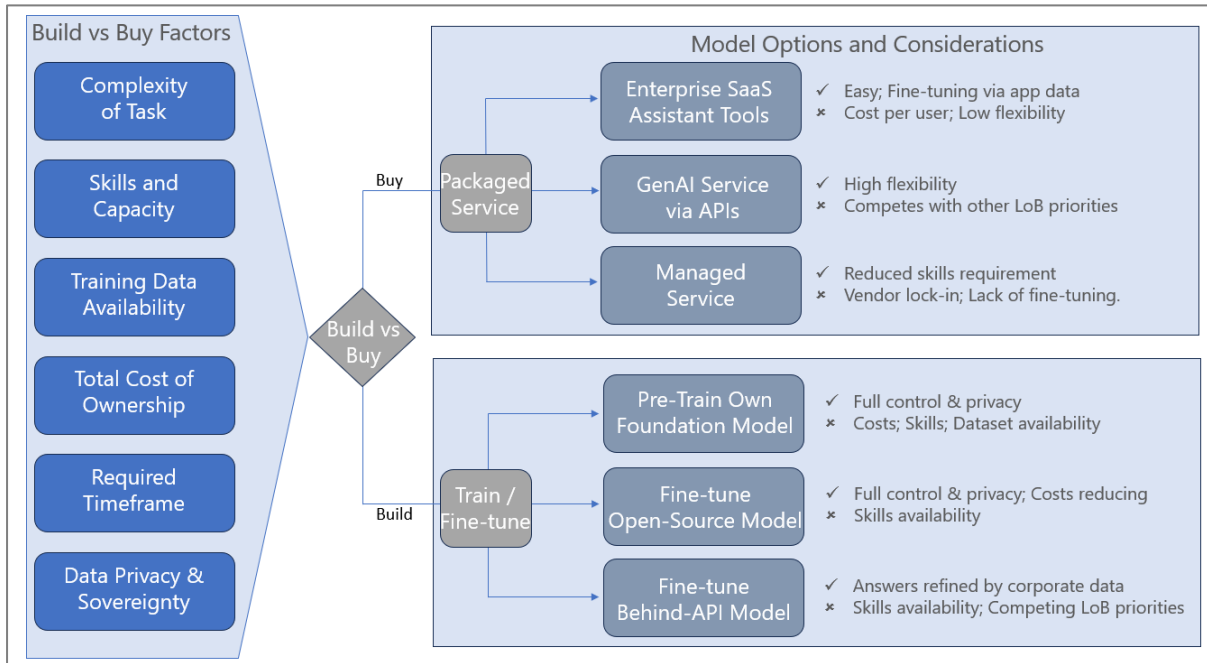 Build vs Buy Factors
Complexity
of Task
Skills and
Capacity
Training Data
Availability
Total Cost of
Ownership
Required
Timeframe
Data Privacy &
Sovereignty
Build vs
Buy
Buy
Build
Packaged
Service
Train /
Fine-tune
Model Options and Considerations
Enterprise SaaS
Assistant Tools
✓ Easy; Fine-tuning via app data
× Cost per user; Low flexibility
GenAI Service
via APIs
✓ High flexibility
× Competes with other LoB priorities
Managed
Service
✓ Reduced skills requirement
× Vendor lock-in; Lack of fine-tuning.
Pre-Train Own
Foundation Model
✓ Full control & privacy
× Costs; Skills; Dataset availability
Fine-tune
Open-Source Model
✓ Full control & privacy; Costs reducing
× Skills availability
Fine-tune
Behind-API Model
✓ Answers refined by corporate data
× Skills availability; Competing LoB priorities